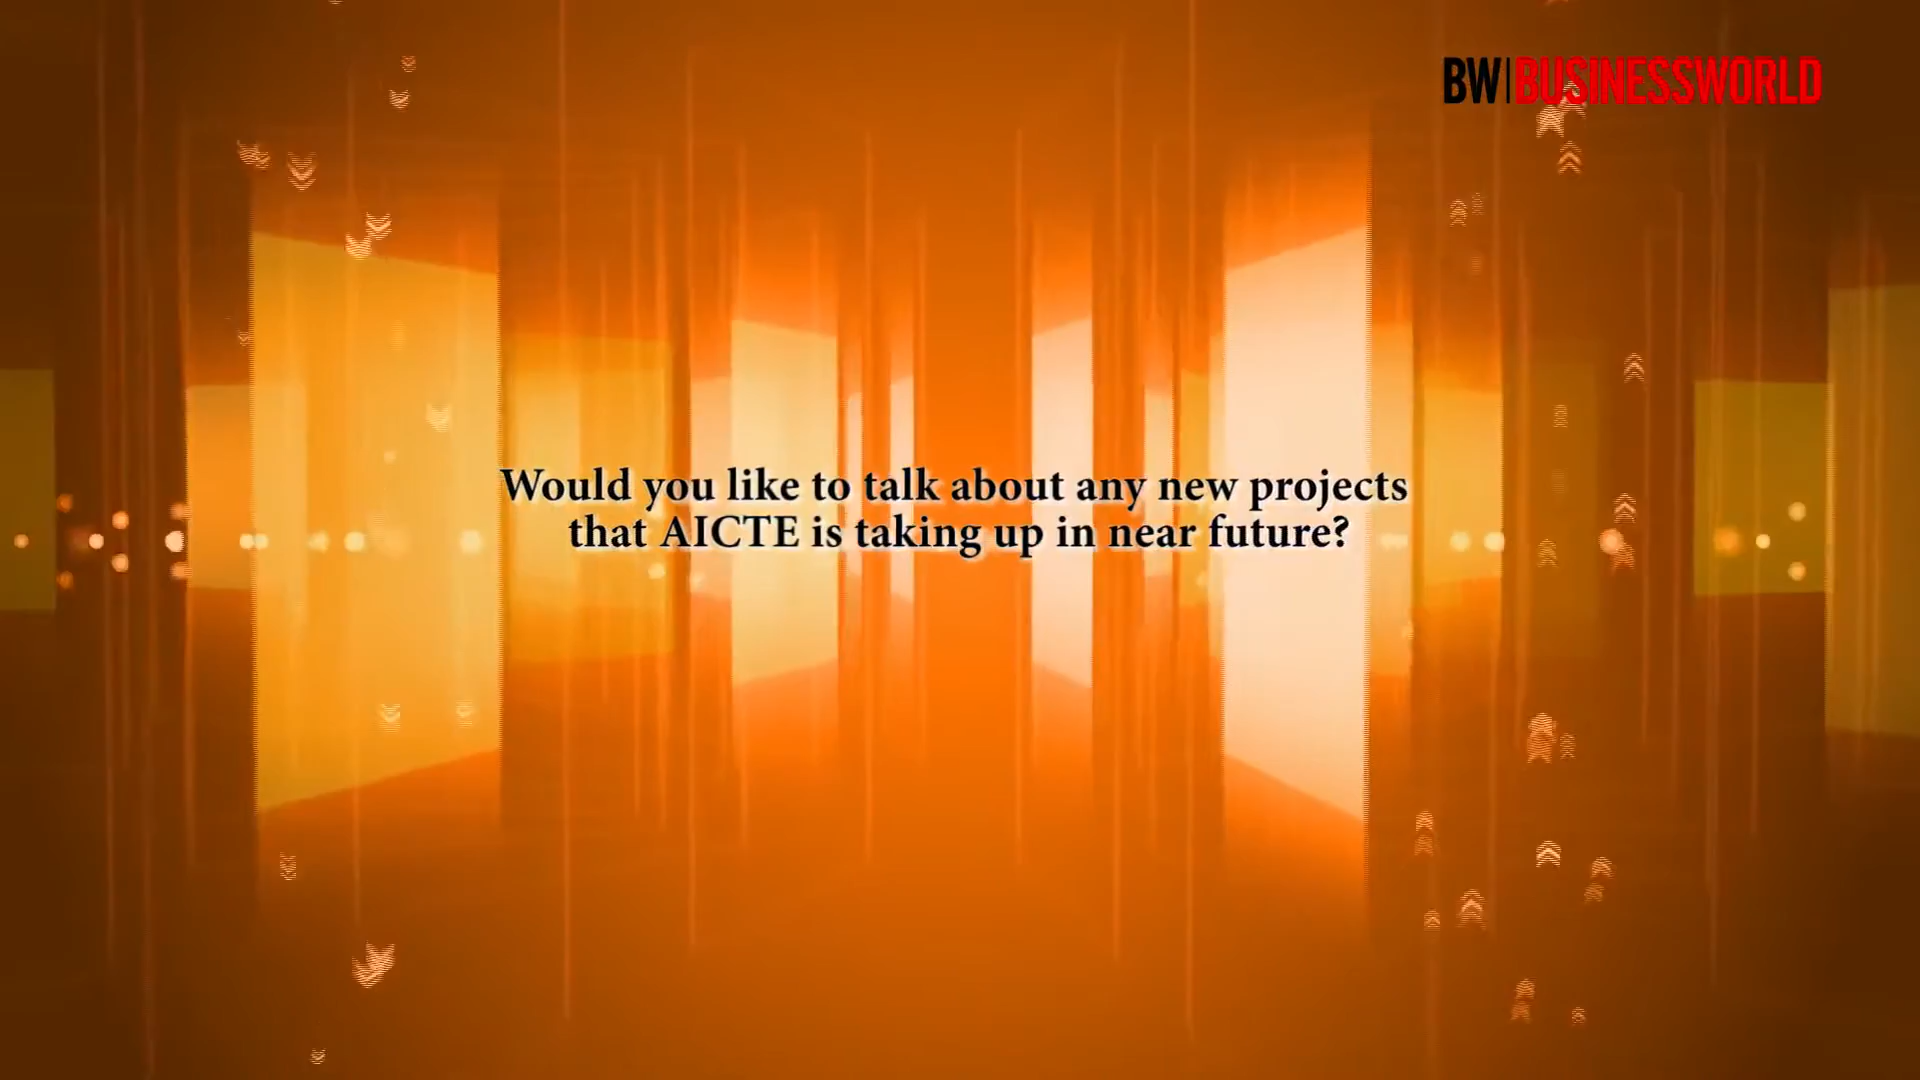 BW|BUSINESSWORLD
Would you like to talk about any new projects
that AICTE is taking up in near future?